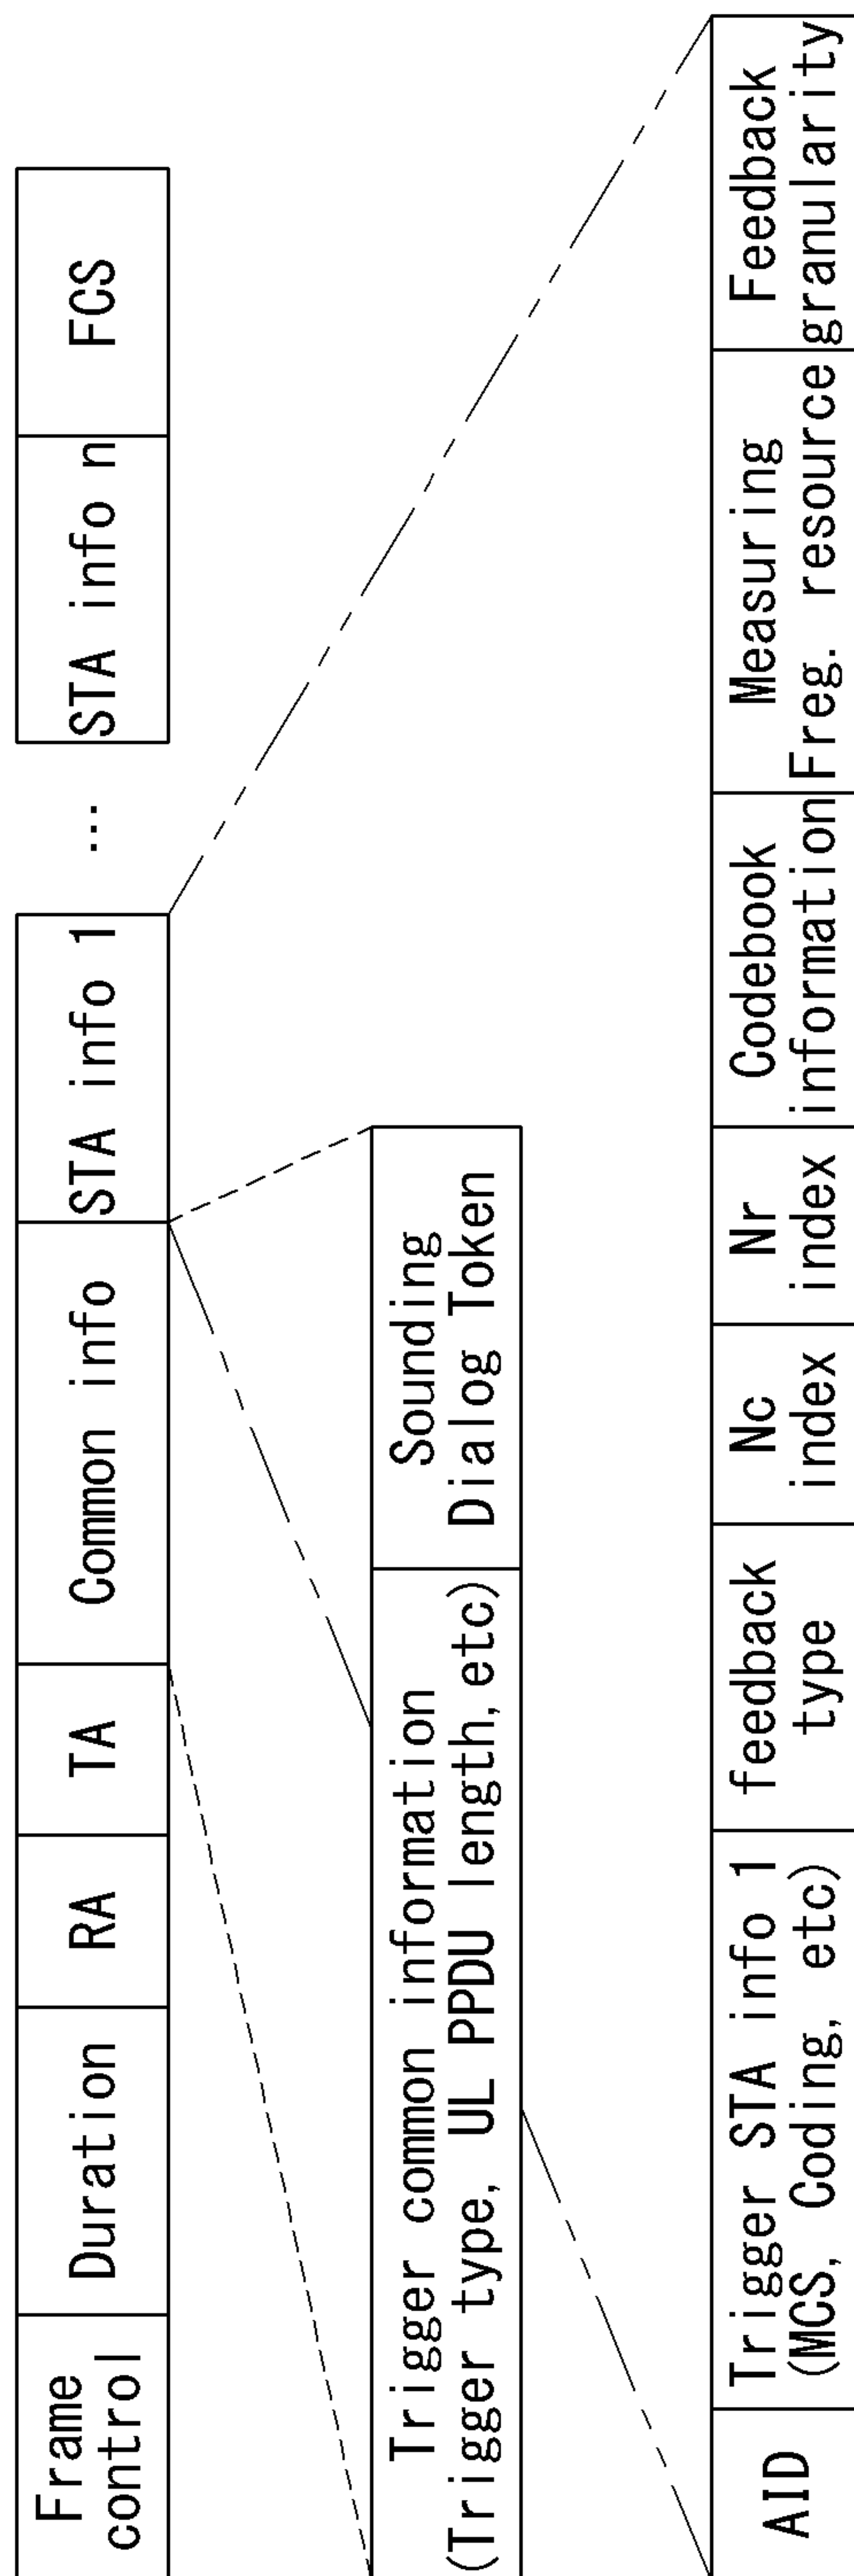 Frame
control
Duration
RA
TA
Common info
STA info 1
...
STA info n
FCS
Trigger common information
(Trigger type, UL PPDU length,etc)
Sounding
Dialog Token
AID
Trigger STA info 1
(MCS, Coding, etc)
feedback
type
Nc
index
Nr
index
Codebook
information
Measuring
Freg. resource
Feedback
granularity